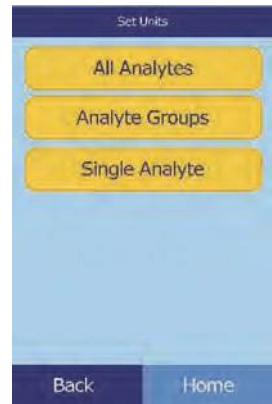 Set Units
All Analytes
Analyte Groups
Single Analyte
Back Home